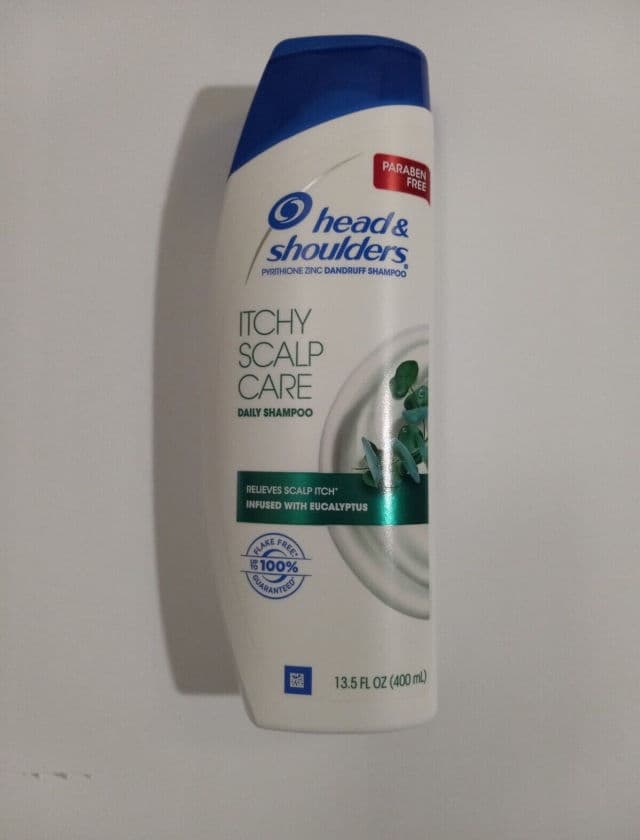 PARABEN
FREE
head &
shoulders®
PYRITHIONE ZINC DANDRUFF SHAMPOO
ITCHY
SCALP
CARE
DAILY SHAMPOO
RELIEVES SCALP ITCH*
INFUSED WITH EUCALYPTUS
FLAKE FREE*
UP TO 100%
GUARANTEED*
13.5 FL OZ (400 mL)